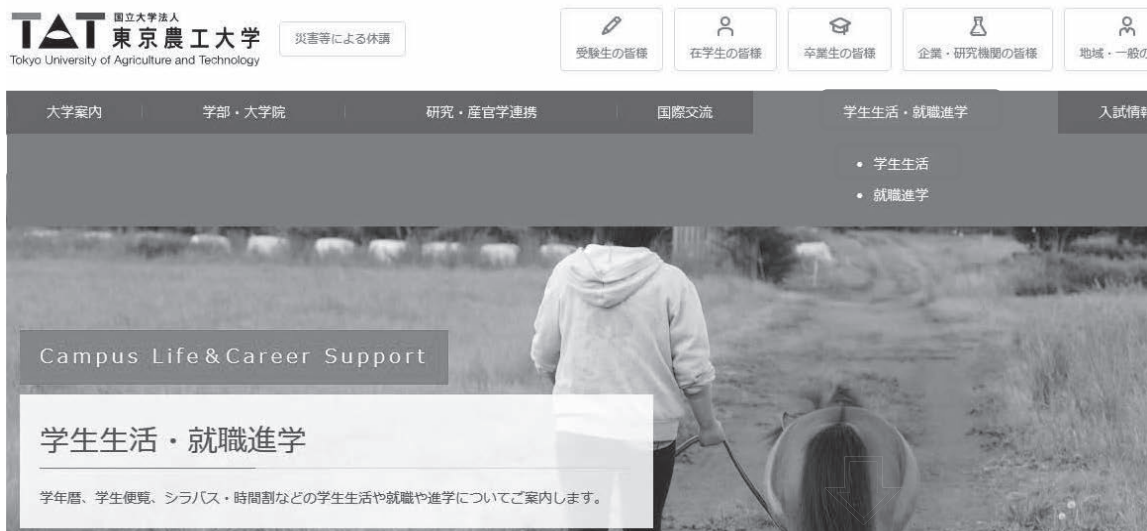 TAT
国立大学法人
東京農工大学
Tokyo University of Agriculture and Technology
災害等による休講
受験生の皆様
在学生の皆様
卒業生の皆様
企業・研究機関の皆様
地域・一般の
大学案内
学部・大学院
研究・産官学連携
国際交流
学生生活・就職進学
入試情報
• 学生生活
• 就職進学
Campus Life&Career Support
学生生活・就職進学
学年暦、学生便覧、シラバス・時間割などの学生生活や就職や進学についてご案内します。